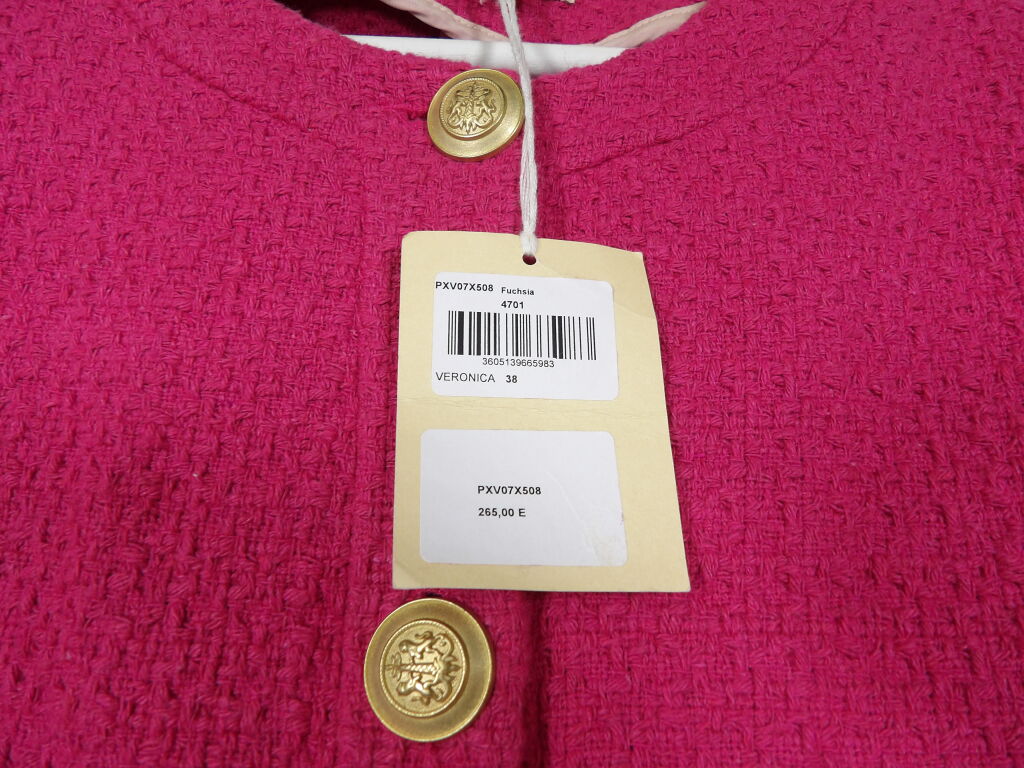 PXV07X508 Fuchsia
4701
3605139665983
VERONICA 38
PXV07X508
265,00 E